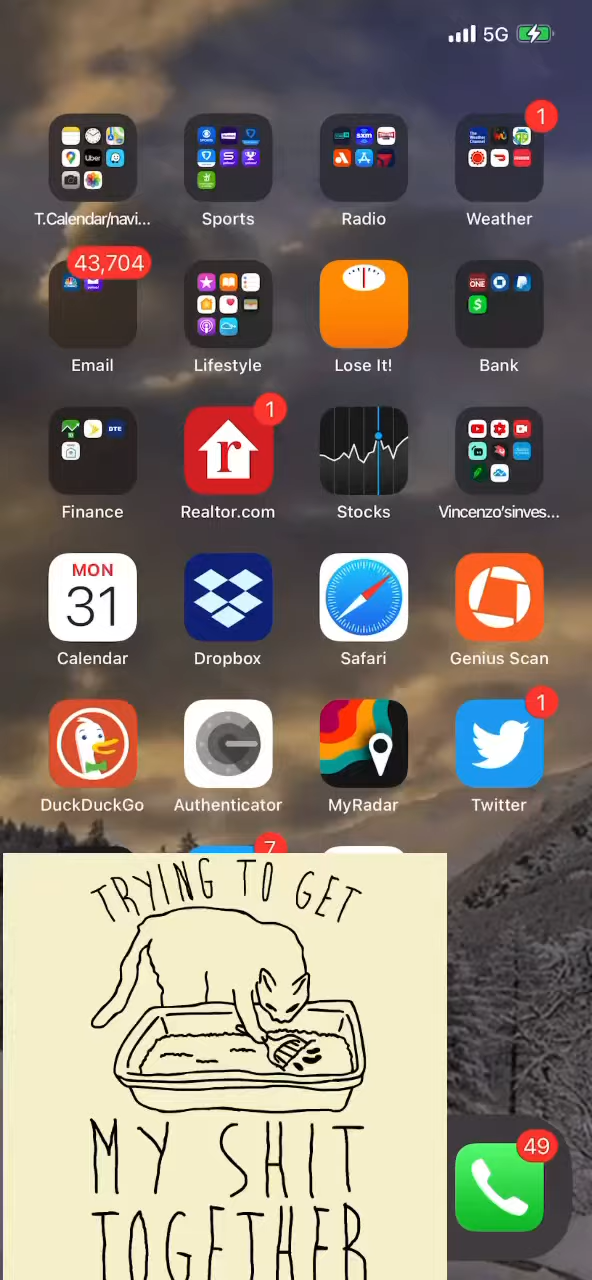 5G
1
T.Calendar/navi...
Sports
Radio
Weather
43,704
Email
Lifestyle
Lose It!
Bank
1
Finance
Realtor.com
Stocks
Vincenzo'sinves...
MON
31
Calendar
Dropbox
Safari
Genius Scan
1
DuckDuckGo
Authenticator
MyRadar
Twitter
7
TRYING TO GET
MY SHIT
TOGETHER
49